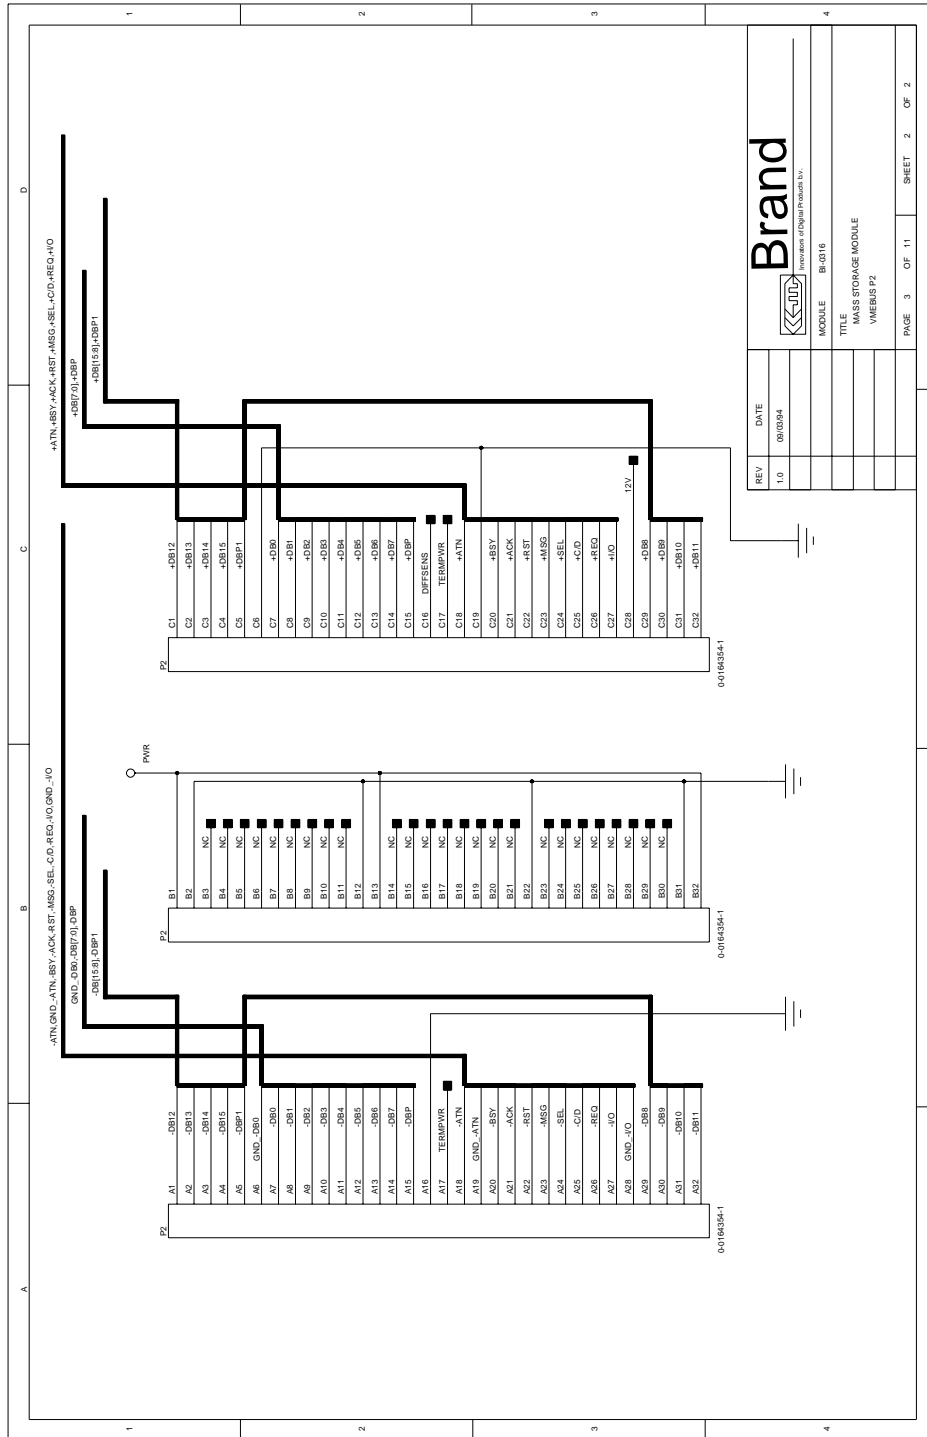 A
B
C
D
1
1
-ATN,GND_-ATN,-BSY,-ACK,-RST,-MSG,-SEL,-C/D,-REQ,-I/O,GND_-I/O
GND_-DB0,-DB[7:0],-DBP
-DB[15:8],-DBP1
+ATN,+BSY,+ACK,+RST,+MSG,+SEL,+C/D,+REQ,+I/O
+DB[7:0],+DBP
+DB[15:8],+DBP1
P2
A1 -DB12
A2 -DB13
A3 -DB14
A4 -DB15
A5 -DBP1
A6 GND_-DB0
A7 -DB0
A8 -DB1
A9 -DB2
A10 -DB3
A11 -DB4
A12 -DB5
A13 -DB6
A14 -DB7
A15 -DBP
A16
A17 TERMPWR
A18 -ATN
A19 GND_-ATN
A20 -BSY
A21 -ACK
A22 -RST
A23 -MSG
A24 -SEL
A25 -C/D
A26 -REQ
A27 -I/O
A28 GND_-I/O
A29 -DB8
A30 -DB9
A31 -DB10
A32 -DB11
0-0164354-1
PWR
P2
B1
B2
B3 NC
B4 NC
B5 NC
B6 NC
B7 NC
B8 NC
B9 NC
B10 NC
B11 NC
B12
B13
B14 NC
B15 NC
B16 NC
B17 NC
B18 NC
B19 NC
B20 NC
B21 NC
B22
B23 NC
B24 NC
B25 NC
B26 NC
B27 NC
B28 NC
B29 NC
B30 NC
B31
B32
0-0164354-1
P2
C1 +DB12
C2 +DB13
C3 +DB14
C4 +DB15
C5 +DBP1
C6
C7 +DB0
C8 +DB1
C9 +DB2
C10 +DB3
C11 +DB4
C12 +DB5
C13 +DB6
C14 +DB7
C15 +DBP
C16 DIFFSENS
C17 TERMPWR
C18 +ATN
C19
C20 +BSY
C21 +ACK
C22 +RST
C23 +MSG
C24 +SEL
C25 +C/D
C26 +REQ
C27 +I/O
C28 12V
C29 +DB8
C30 +DB9
C31 +DB10
C32 +DB11
0-0164354-1
2
2
3
3
4
4
REV DATE
1.0 09/03/94
Brand
Innovators of Digital Products b.v.
MODULE BI-0316
TITLE
MASS STORAGE MODULE
VMEBUS P2
PAGE 3 OF 11 SHEET 2 OF 2